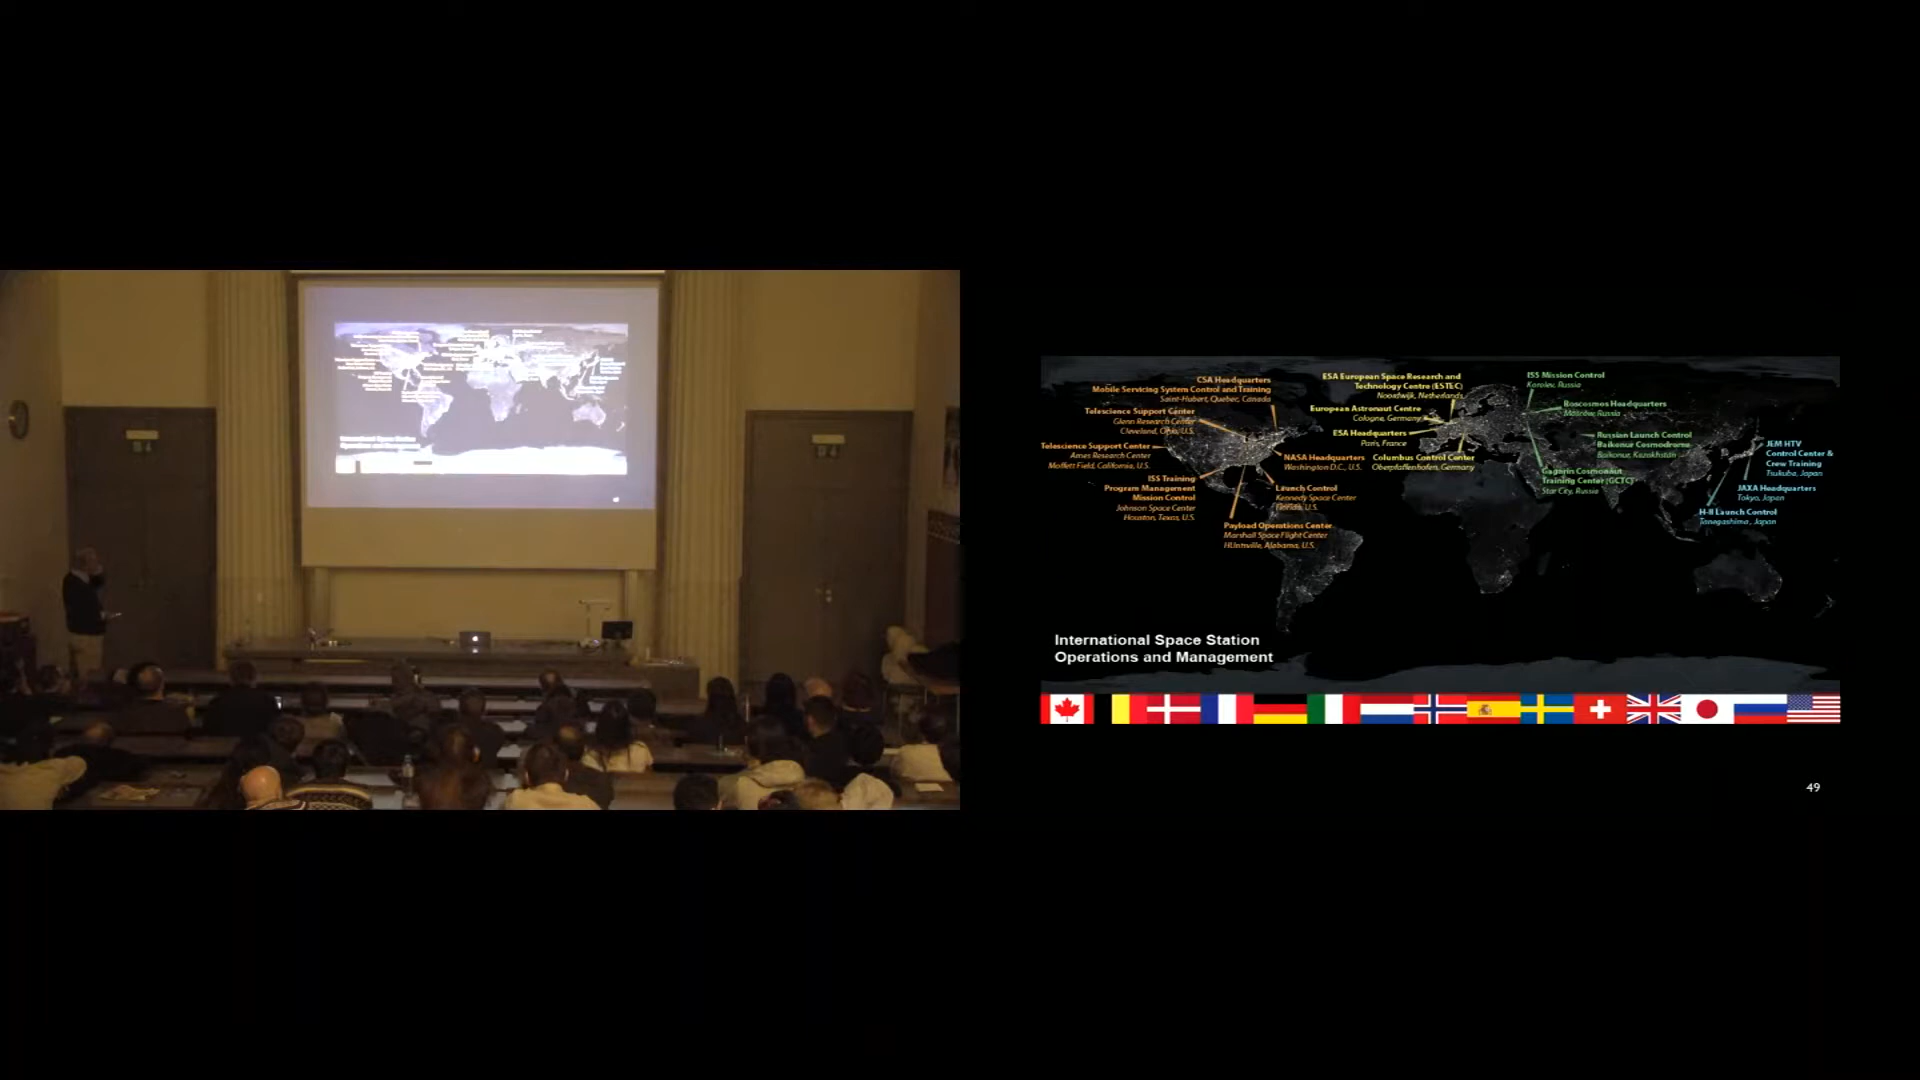 CSA Headquarters
Mobile Servicing System Control and Training
Saint-Hubert, Quebec, Canada
Telescience Support Center
Glenn Research Center
Cleveland, Ohio, U.S.
Telescience Support Center
Ames Research Center
Moffett Field, California, U.S.
ISS Training
Program Management
Mission Control
Johnson Space Center
Houston, Texas, U.S.
NASA Headquarters
Washington D.C., U.S.
Launch Control
Kennedy Space Center
Florida, U.S.
Payload Operations Center
Marshall Space Flight Center
HUntsville, Alabama, U.S.
ESA European Space Research and
Technology Centre (ESTEC)
Noordwijk, Netherlands
European Astronaut Centre
Cologne, Germany
ESA Headquarters
Paris, France
Columbus Control Center
Oberpfaffenhofen, Germany
ISS Mission Control
Korolev, Russia
Roscosmos Headquarters
Moscow, Russia
Russian Launch Control
Baikonur Cosmodrome
Baikonur, Kazakhstan
Gagarin Cosmonaut
Training Center (GCTC)
Star City, Russia
JEM HTV
Control Center &
Crew Training
Tsukuba, Japan
JAXA Headquarters
Tokyo, Japan
H-II Launch Control
Tanegashima, Japan
International Space Station
Operations and Management
49